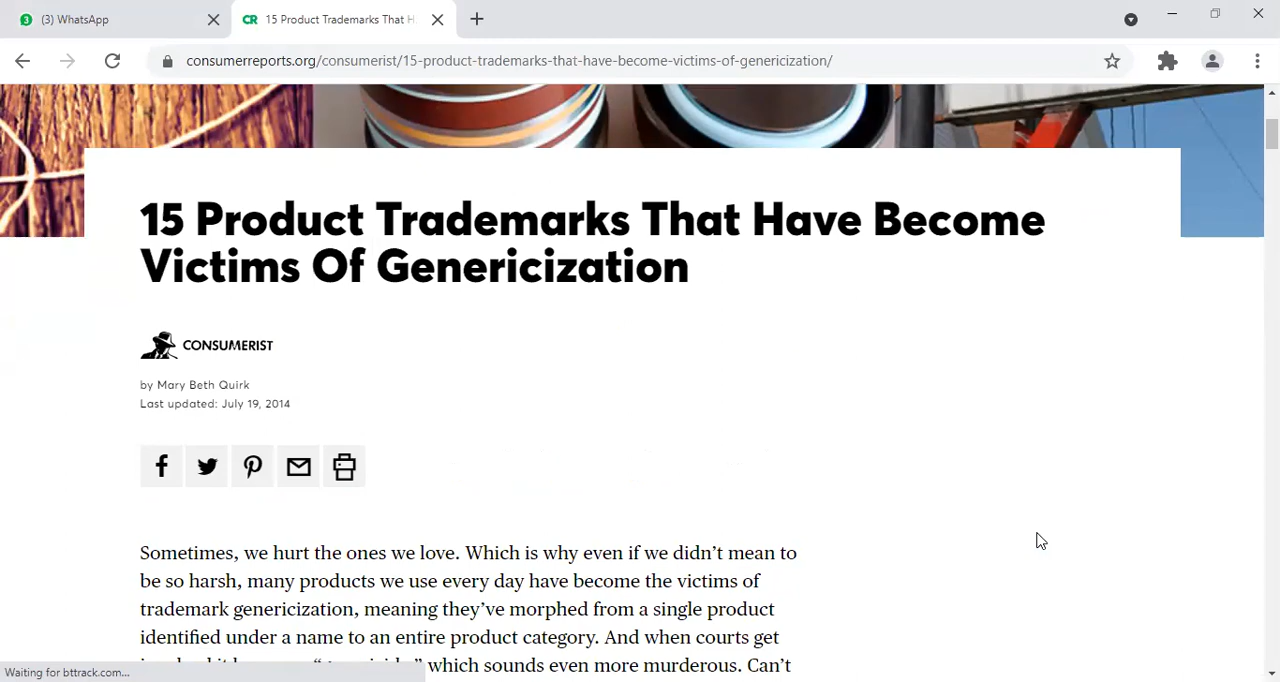 3
(3) WhatsApp
CR
15 Product Trademarks That H
consumerreports.org/consumerist/15-product-trademarks-that-have-become-victims-of-genericization/
15 Product Trademarks That Have Become
Victims Of Genericization
CONSUMERIST
by Mary Beth Quirk
Last updated: July 19, 2014
Sometimes, we hurt the ones we love. Which is why even if we didn’t mean to
be so harsh, many products we use every day have become the victims of
trademark genericization, meaning they’ve morphed from a single product
identified under a name to an entire product category. And when courts get
which sounds even more murderous. Can’t
Waiting for bttrack.com...